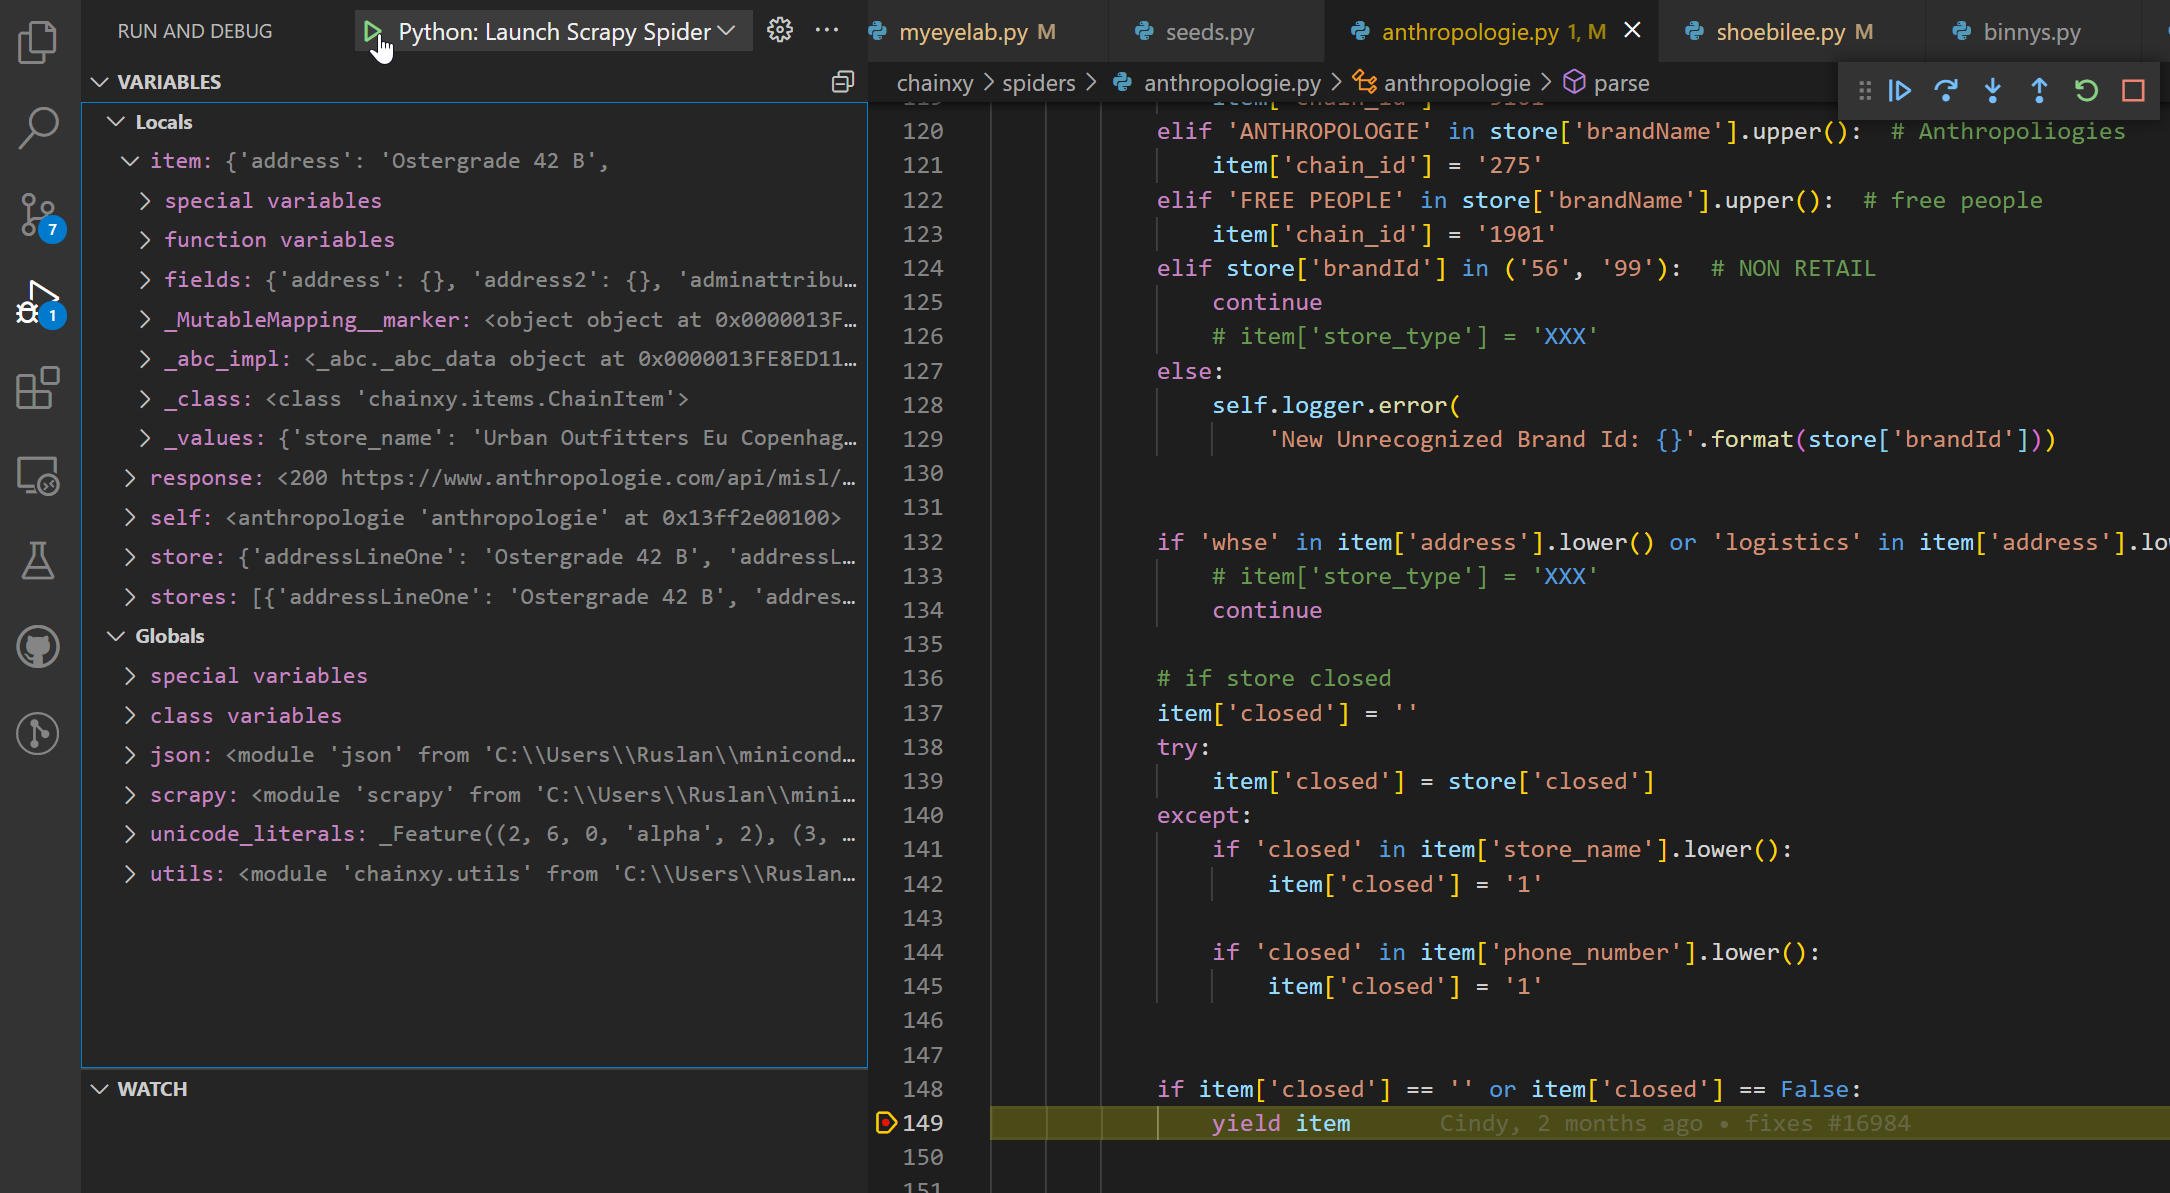 RUN AND DEBUG
Python: Launch Scrapy Spider
VARIABLES
Locals
item: {'address': 'Ostergrade 42 B',
special variables
function variables
fields: {'address': {}, 'address2': {}, 'adminattribu…
_MutableMapping__marker: <object object at 0x0000013F…
_abc_impl: <_abc._abc_data object at 0x0000013FE8ED11…
_class: <class 'chainxy.items.ChainItem'>
_values: {'store_name': 'Urban Outfitters Eu Copenhag…
response: <200 https://www.anthropologie.com/api/misl/…
self: <anthropologie 'anthropologie' at 0x13ff2e00100>
store: {'addressLineOne': 'Ostergrade 42 B', 'addressL…
stores: [{'addressLineOne': 'Ostergrade 42 B', 'addres…
Globals
special variables
class variables
json: <module 'json' from 'C:\\Users\\Ruslan\\minicond…
scrapy: <module 'scrapy' from 'C:\\Users\\Ruslan\\mini…
unicode_literals: _Feature((2, 6, 0, 'alpha', 2), (3, …
utils: <module 'chainxy.utils' from 'C:\\Users\\Ruslan…
WATCH
7
1
myeyelab.py M
seeds.py
anthropologie.py 1, M
shoebilee.py M
binnys.py
chainxy > spiders > anthropologie.py > anthropologie > parse
120 elif 'ANTHROPOLOGIE' in store['brandName'].upper():  # Anthropoliogies
121 item['chain_id'] = '275'
122 elif 'FREE PEOPLE' in store['brandName'].upper():  # free people
123 item['chain_id'] = '1901'
124 elif store['brandId'] in ('56', '99'):  # NON RETAIL
125 continue
126 # item['store_type'] = 'XXX'
127 else:
128 self.logger.error(
129 'New Unrecognized Brand Id: {}'.format(store['brandId']))
130
131
132 if 'whse' in item['address'].lower() or 'logistics' in item['address'].lo
133 # item['store_type'] = 'XXX'
134 continue
135
136 # if store closed
137 item['closed'] = ''
138 try:
139 item['closed'] = store['closed']
140 except:
141 if 'closed' in item['store_name'].lower():
142 item['closed'] = '1'
143
144 if 'closed' in item['phone_number'].lower():
145 item['closed'] = '1'
146
147
148 if item['closed'] == '' or item['closed'] == False:
149 yield item Cindy, 2 months ago • fixes #16984
150
151